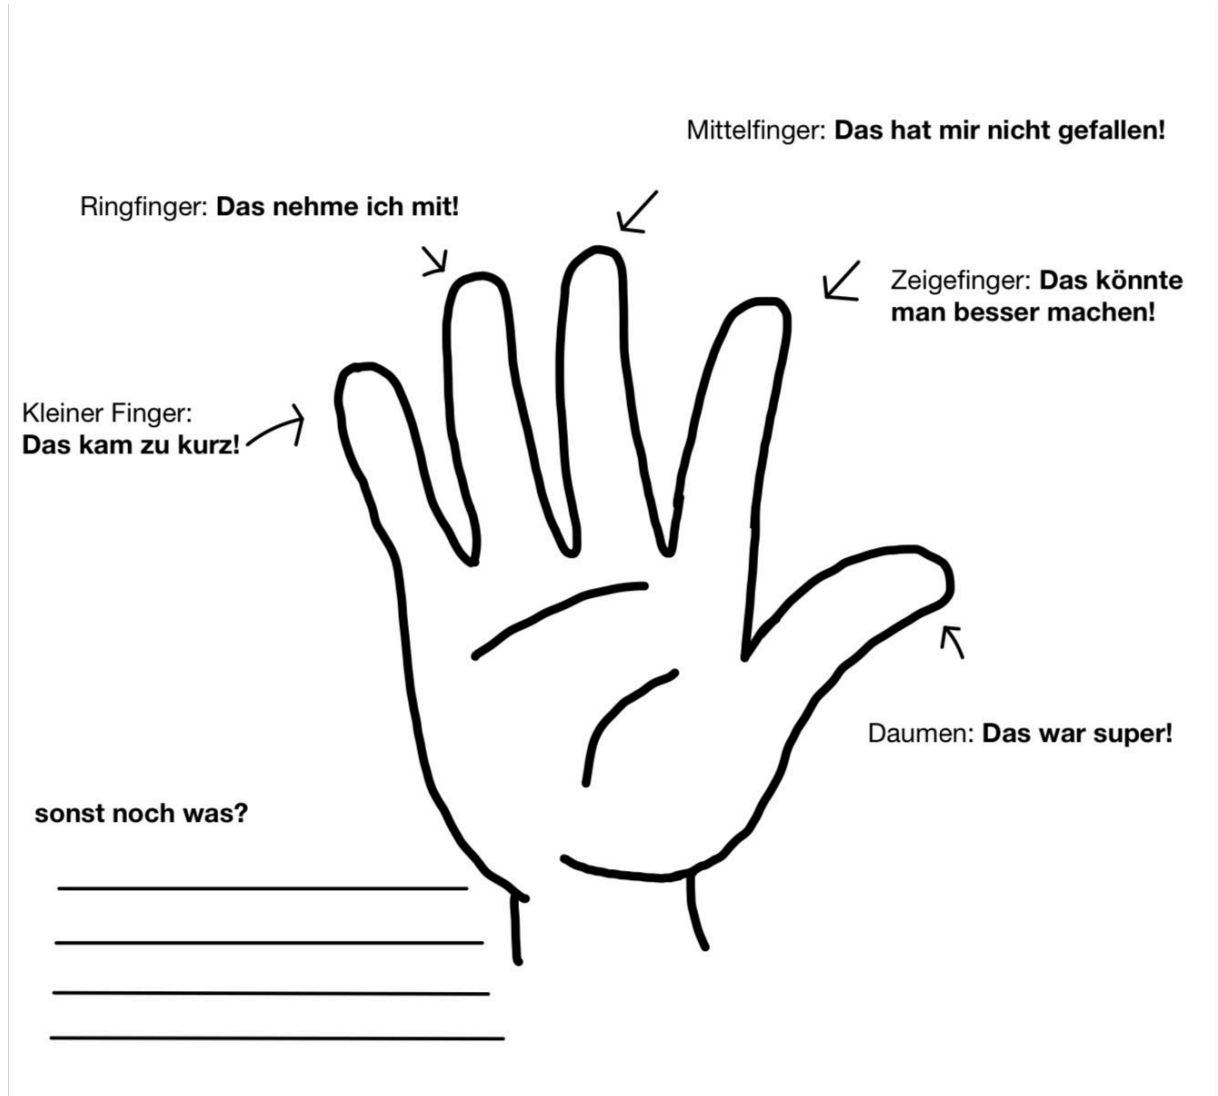 Mittelfinger: Das hat mir nicht gefallen!
Ringfinger: Das nehme ich mit!
Zeigefinger: Das könnte
man besser machen!
Kleiner Finger:
Das kam zu kurz!
Daumen: Das war super!
sonst noch was?